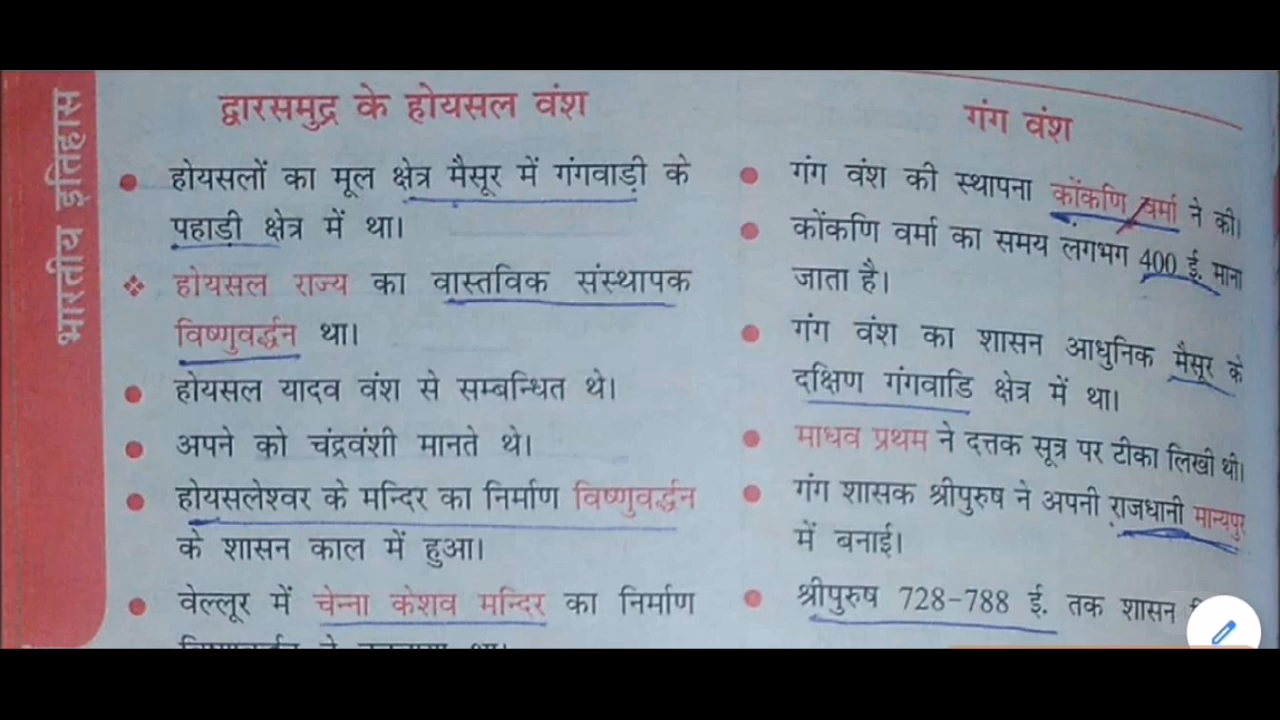 भारतीय इतिहास
द्वारसमुद्र के होयसल वंश
होयसलों का मूल क्षेत्र मैसूर में गंगवाड़ी के
पहाड़ी क्षेत्र में था।
होयसल राज्य का वास्तविक संस्थापक
विष्णुवर्द्धन था।
होयसल यादव वंश से सम्बन्धित थे।
अपने को चंद्रवंशी मानते थे।
होयसलेश्वर के मन्दिर का निर्माण विष्णुवर्द्धन
के शासन काल में हुआ।
वेल्लूर में चेन्ना केशव मन्दिर का निर्माण
गंग वंश
गंग वंश की स्थापना कोंकणि वर्मा ने की।
कोंकणि वर्मा का समय लगभग 400 ई. माना
जाता है।
गंग वंश का शासन आधुनिक मैसूर के
दक्षिण गंगवाडि क्षेत्र में था।
माधव प्रथम ने दत्तक सूत्र पर टीका लिखी थी।
गंग शासक श्रीपुरुष ने अपनी राजधानी मान्यपुर
में बनाई।
श्रीपुरुष 728-788 ई. तक शासन